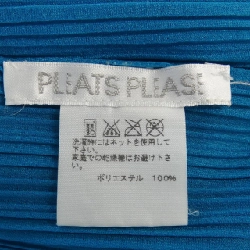 PLEATS PLEASE
洗濯時にはネットを使用して下
さい。
家庭での乾燥機はお避け下さ
い。
ポリエステル 100%